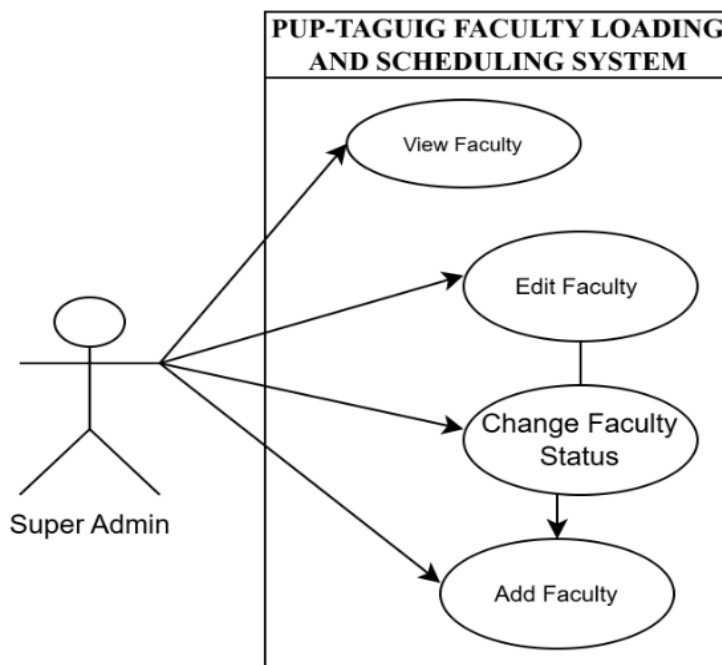 PUP-TAGUIG FACULTY LOADING
AND SCHEDULING SYSTEM
View Faculty
Edit Faculty
Change Faculty
Status
Super Admin
Add Faculty